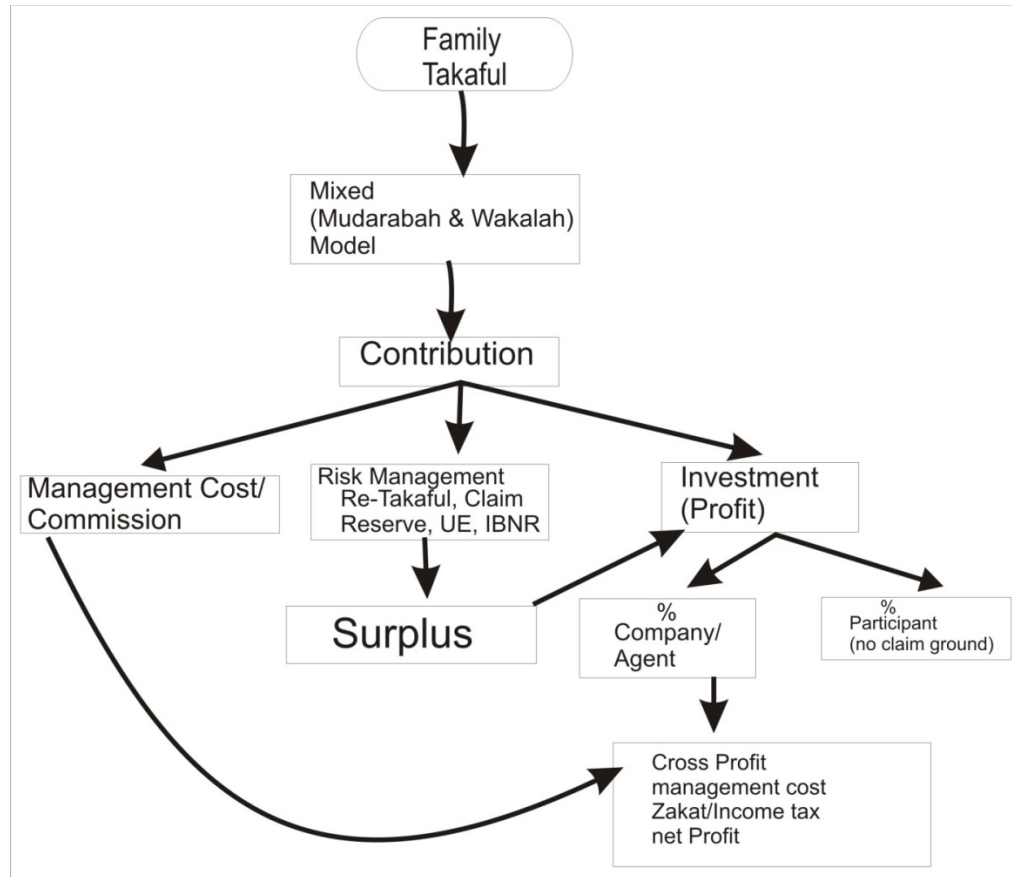 Family
Takaful
Mixed
(Mudarabah & Wakalah)
Model
Contribution
Management Cost/
Commission
Risk Management
Re-Takaful, Claim
Reserve, UE, IBNR
Investment
(Profit)
Surplus
%
Company/
Agent
%
Participant
(no claim ground)
Cross Profit
management cost
Zakat/Income tax
net Profit